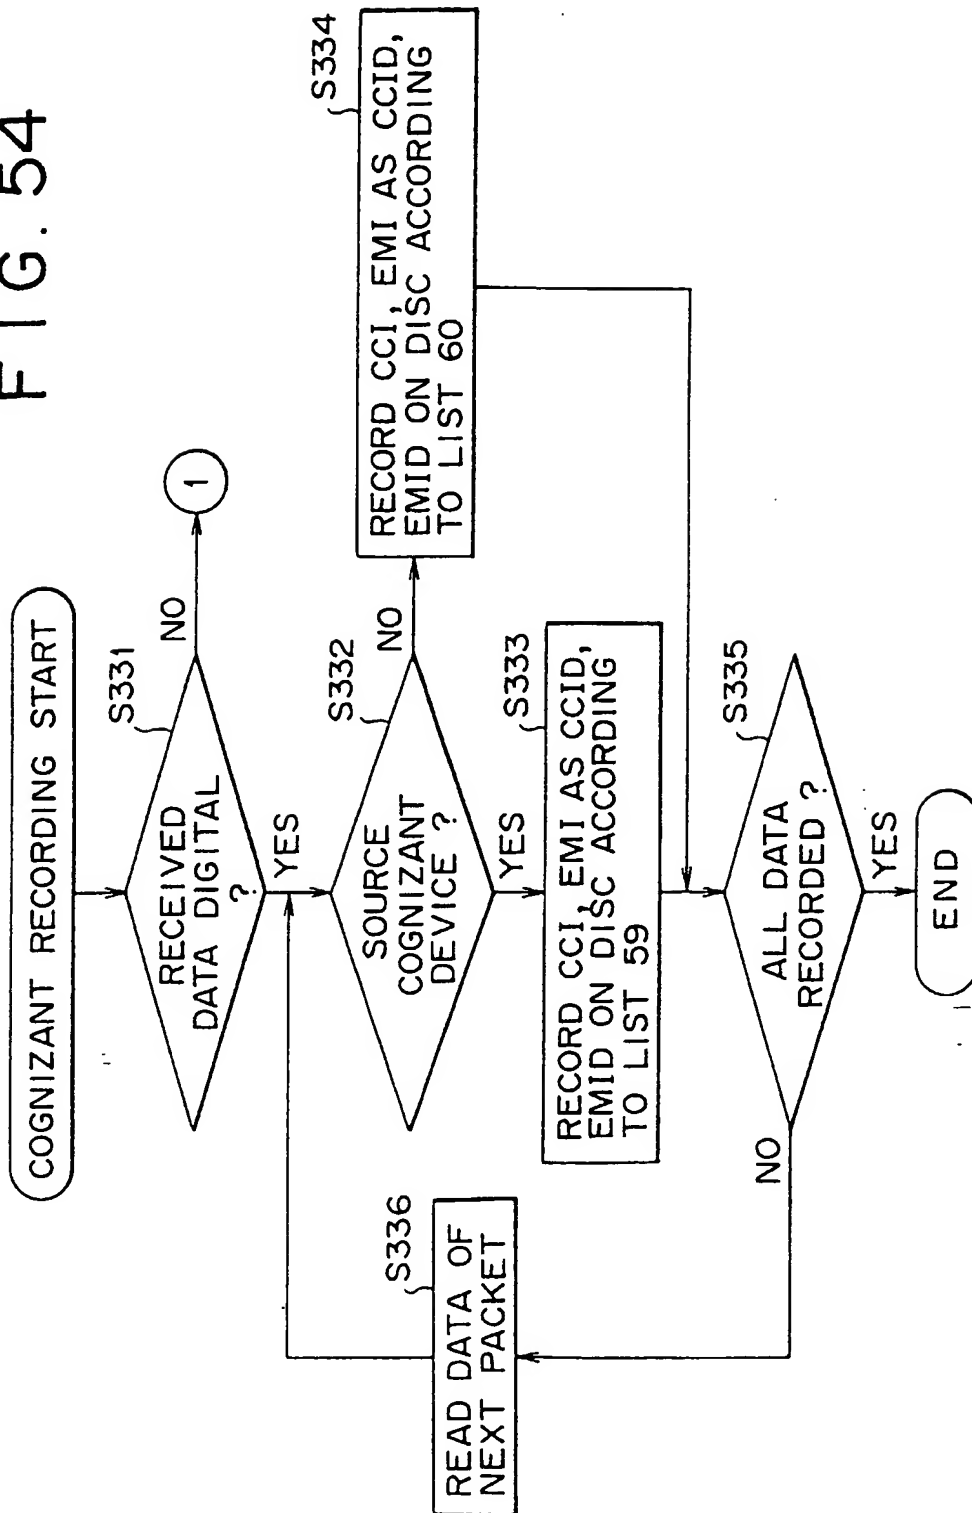 FIG. 54
COGNIZANT RECORDING START
S331
RECEIVED
DATA DIGITAL
?
NO
1
YES
S332
SOURCE
COGNIZANT
DEVICE ?
NO
S334
RECORD CCI, EMI AS CCID,
EMID ON DISC ACCORDING
TO LIST 60
YES
S333
RECORD CCI, EMI AS CCID,
EMID ON DISC ACCORDING
TO LIST 59
S335
ALL DATA
RECORDED ?
NO
S336
READ DATA OF
NEXT PACKET
YES
END